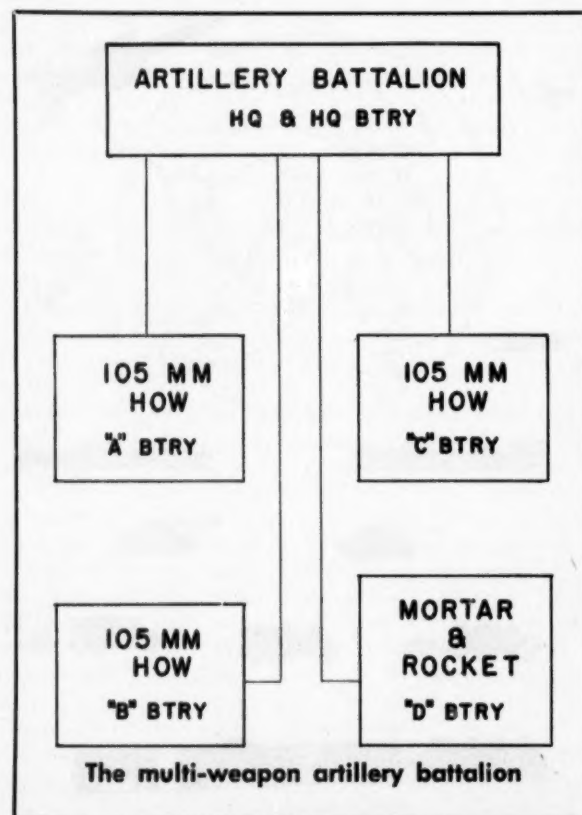 ARTILLERY BATTALION
HQ & HQ BTRY
105 MM
HOW
"A" BTRY
105 MM
HOW
"C" BTRY
105 MM
HOW
"B" BTRY
MORTAR
&
ROCKET
"D" BTRY
The multi-weapon artillery battalion